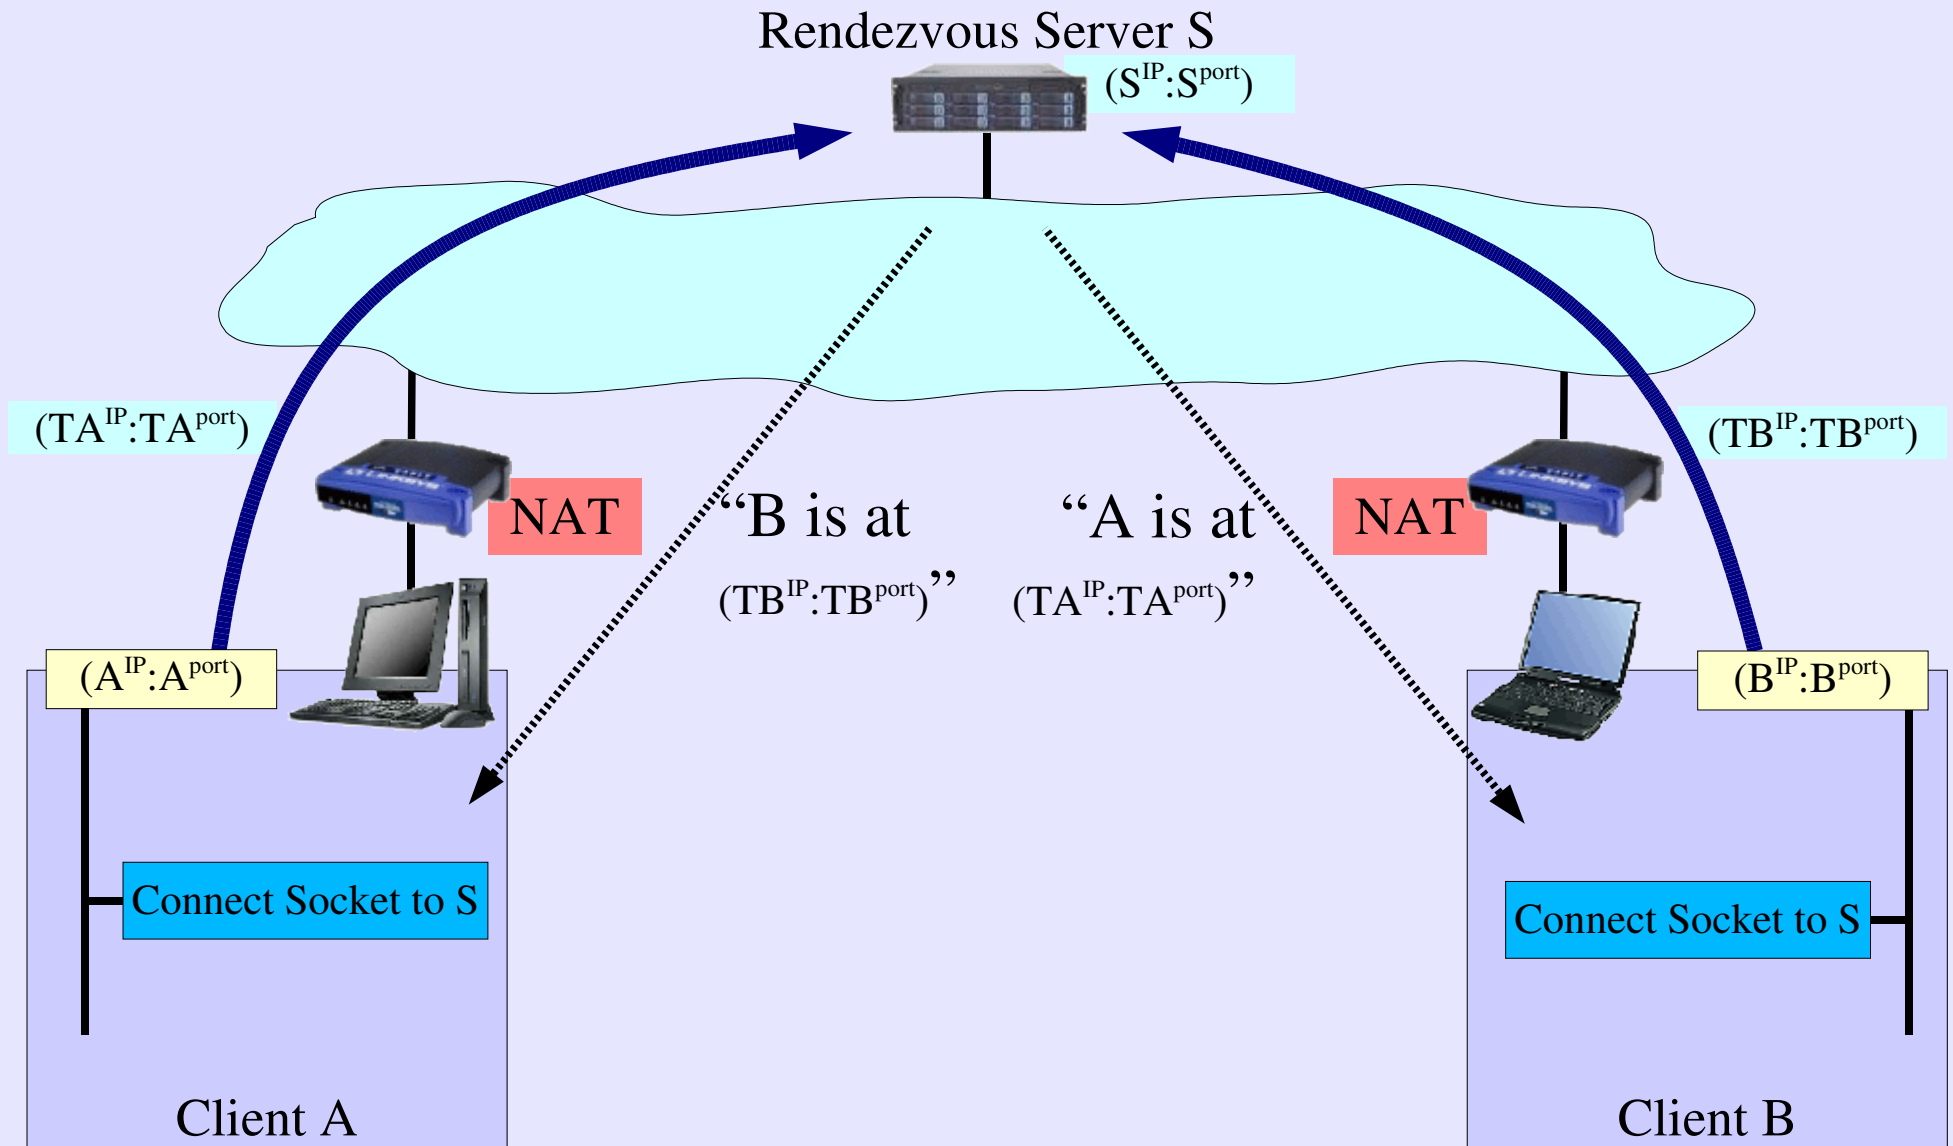 Rendezvous Server S
(S^IP:S^port)
(TA^IP:TA^port)
(TB^IP:TB^port)
LINKSYS
LINKSYS
NAT
“B is at
(TB^IP:TB^port)”
“A is at
(TA^IP:TA^port)”
NAT
(A^IP:A^port)
(B^IP:B^port)
Connect Socket to S
Connect Socket to S
Client A
Client B